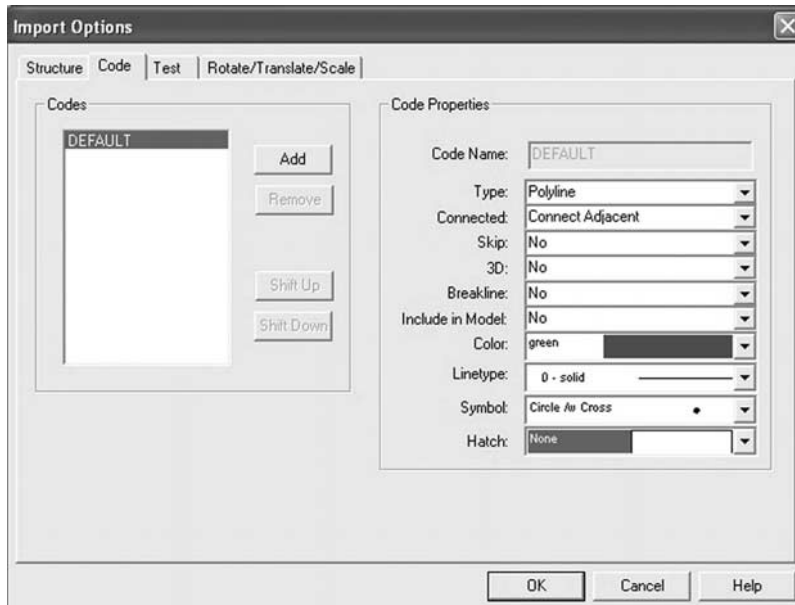 Import Options
Structure Code Test Rotate/Translate/Scale
Codes
DEFAULT
Add
Remove
Shift Up
Shift Down
Code Properties
Code Name: DEFAULT
Type: Polyline
Connected: Connect Adjacent
Skip: No
3D: No
Breakline: No
Include in Model: No
Color: green
Linetype: 0 - solid
Symbol: Circle /w Cross
Hatch: None
OK Cancel Help